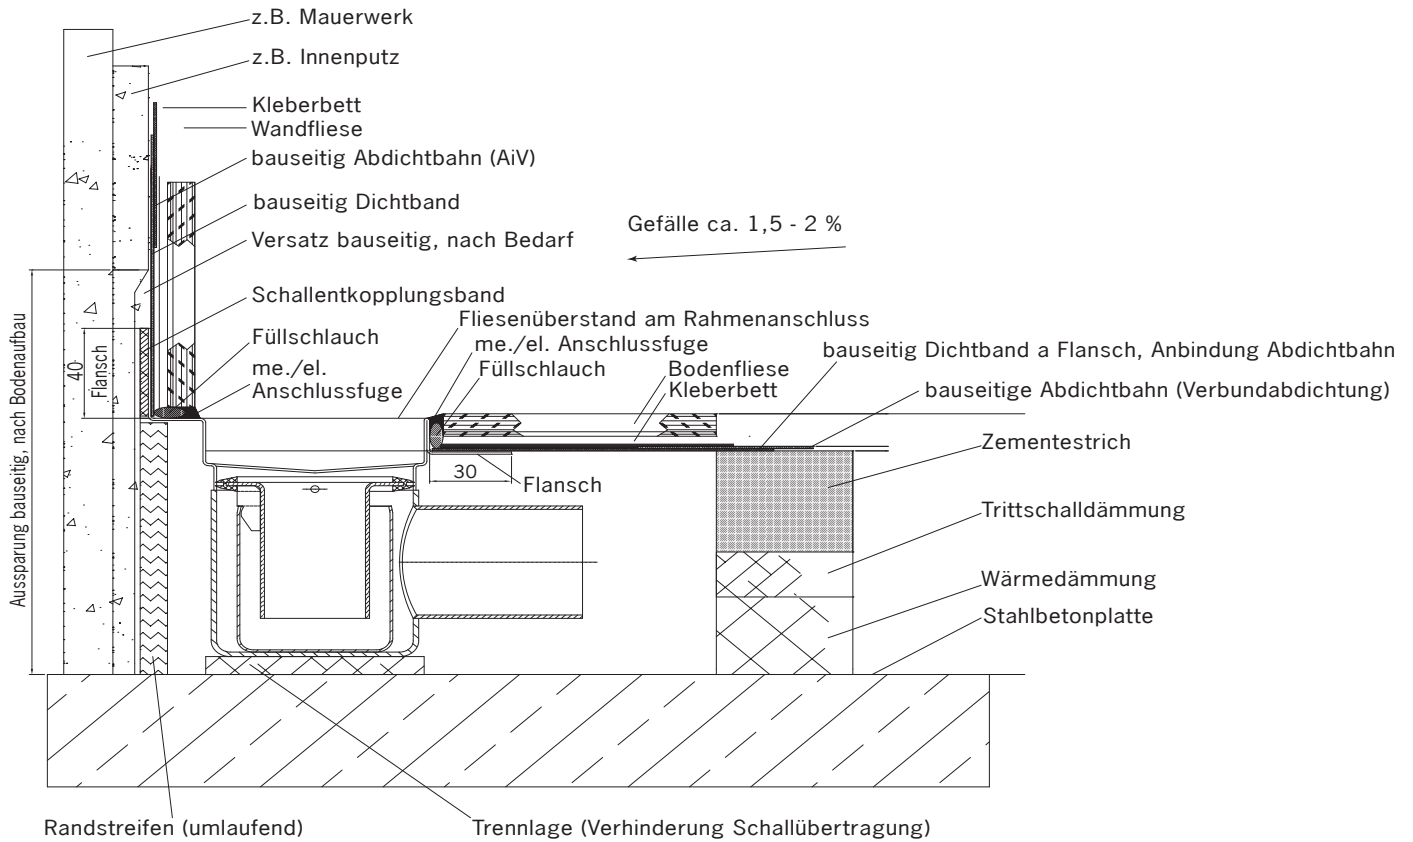 z.B. Mauerwerk
z.B. Innenputz
Kleberbett
Wandfliese
bauseitig Abdichtbahn (AiV)
bauseitig Dichtband
Versatz bauseitig, nach Bedarf
Gefälle ca. 1,5 - 2 %
Schallentkopplungsband
Füllschlauch
me./el.
Anschlussfuge
Fliesenüberstand am Rahmenanschluss
me./el. Anschlussfuge
Füllschlauch
Bodenfliese
Kleberbett
bauseitig Dichtband a Flansch, Anbindung Abdichtbahn
bauseitige Abdichtbahn (Verbundabdichtung)
Zementestrich
Trittschalldämmung
Wärmedämmung
Stahlbetonplatte
30
Flansch
40
Flansch
Aussparung bauseitig, nach Bodenaufbau
Randstreifen (umlaufend)
Trennlage (Verhinderung Schallübertragung)